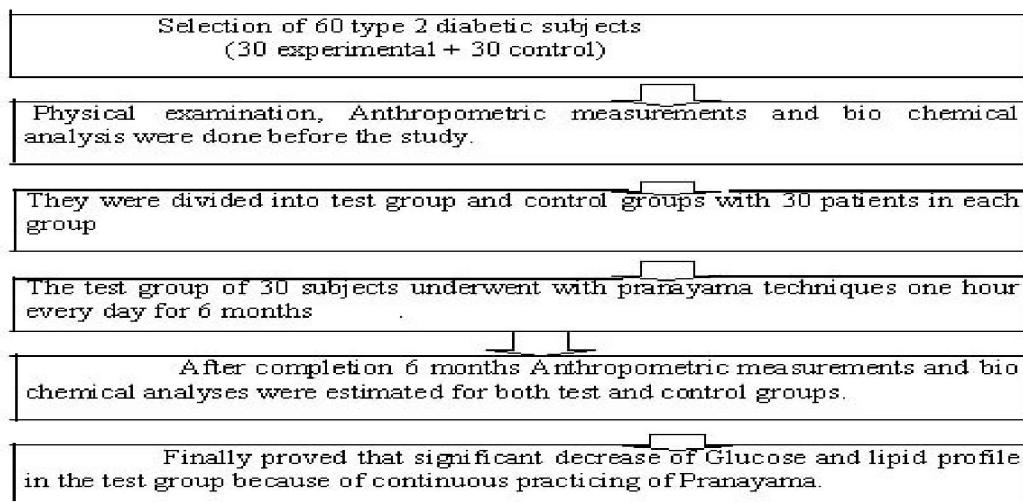 Selection of 60 type 2 diabetic subjects
(30 experimental + 30 control)
Physical examination, Anthropometric measurements and bio chemical
analysis were done before the study.
They were divided into test group and control groups with 30 patients in each
group
The test group of 30 subjects underwent with pranayama techniques one hour
every day for 6 months .
After completion 6 months Anthropometric measurements and bio
chemical analyses were estimated for both test and control groups.
Finally proved that significant decrease of Glucose and lipid profile
in the test group because of continuous practicing of Pranayama.